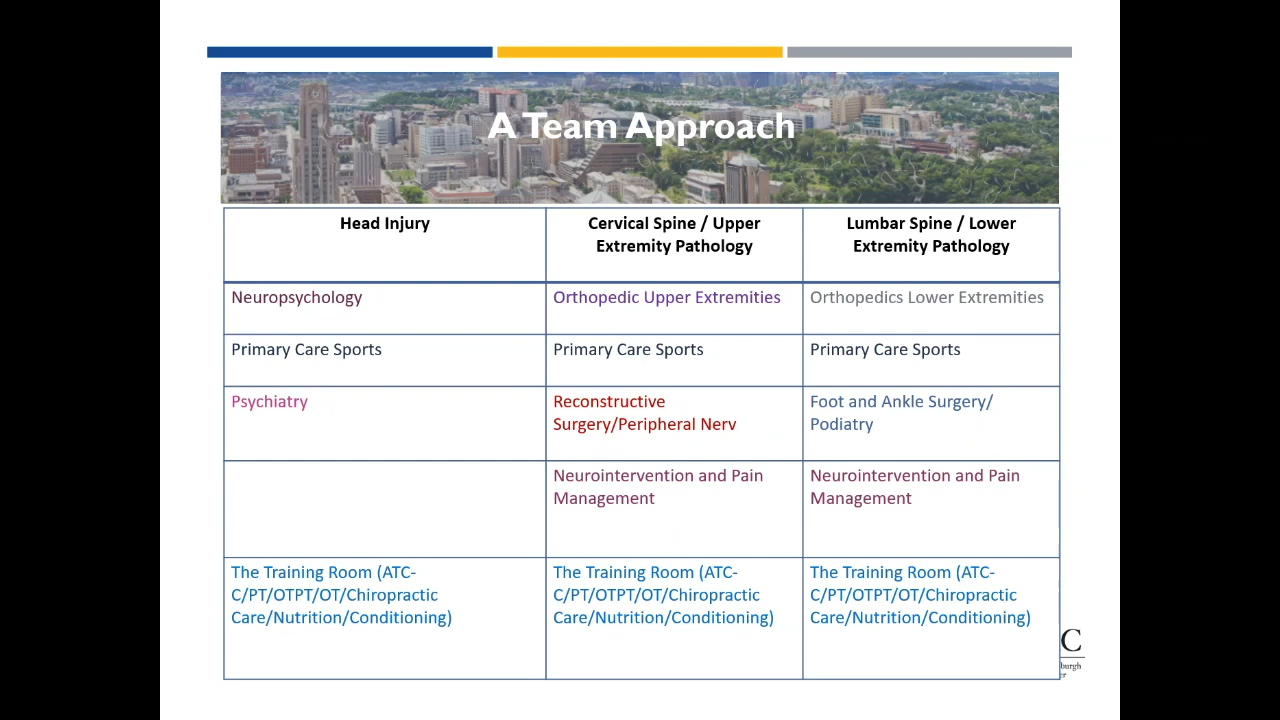 A Team Approach
Head Injury
Cervical Spine / Upper
Extremity Pathology
Lumbar Spine / Lower
Extremity Pathology
Neuropsychology
Orthopedic Upper Extremities
Orthopedics Lower Extremities
Primary Care Sports
Primary Care Sports
Primary Care Sports
Psychiatry
Reconstructive
Surgery/Peripheral Nerv
Foot and Ankle Surgery/
Podiatry
Neurointervention and Pain
Management
Neurointervention and Pain
Management
The Training Room (ATC-
C/PT/OTPT/OT/Chiropractic
Care/Nutrition/Conditioning)
The Training Room (ATC-
C/PT/OTPT/OT/Chiropractic
Care/Nutrition/Conditioning)
The Training Room (ATC-
C/PT/OTPT/OT/Chiropractic
Care/Nutrition/Conditioning)
C
burgh
er